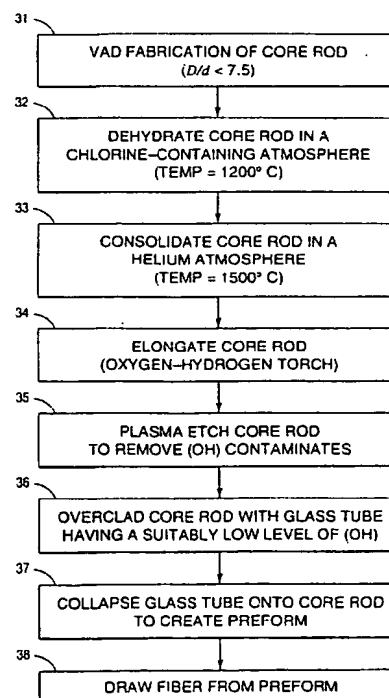 31
VAD FABRICATION OF CORE ROD
(D/d < 7.5)
32
DEHYDRATE CORE ROD IN A
CHLORINE–CONTAINING ATMOSPHERE
(TEMP = 1200° C)
33
CONSOLIDATE CORE ROD IN A
HELIUM ATMOSPHERE
(TEMP = 1500° C)
34
ELONGATE CORE ROD
(OXYGEN–HYDROGEN TORCH)
35
PLASMA ETCH CORE ROD
TO REMOVE (OH) CONTAMINATES
36
OVERCLAD CORE ROD WITH GLASS TUBE
HAVING A SUITABLY LOW LEVEL OF (OH)
37
COLLAPSE GLASS TUBE ONTO CORE ROD
TO CREATE PREFORM
38
DRAW FIBER FROM PREFORM